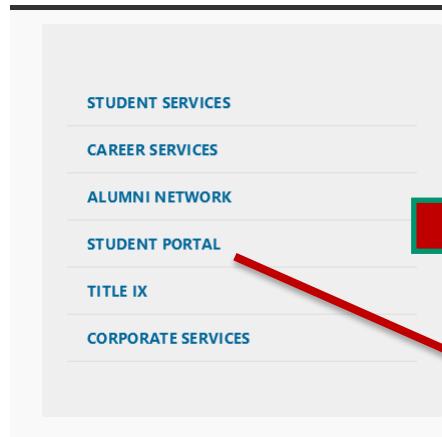 STUDENT SERVICES
CAREER SERVICES
ALUMNI NETWORK
STUDENT PORTAL
TITLE IX
CORPORATE SERVICES